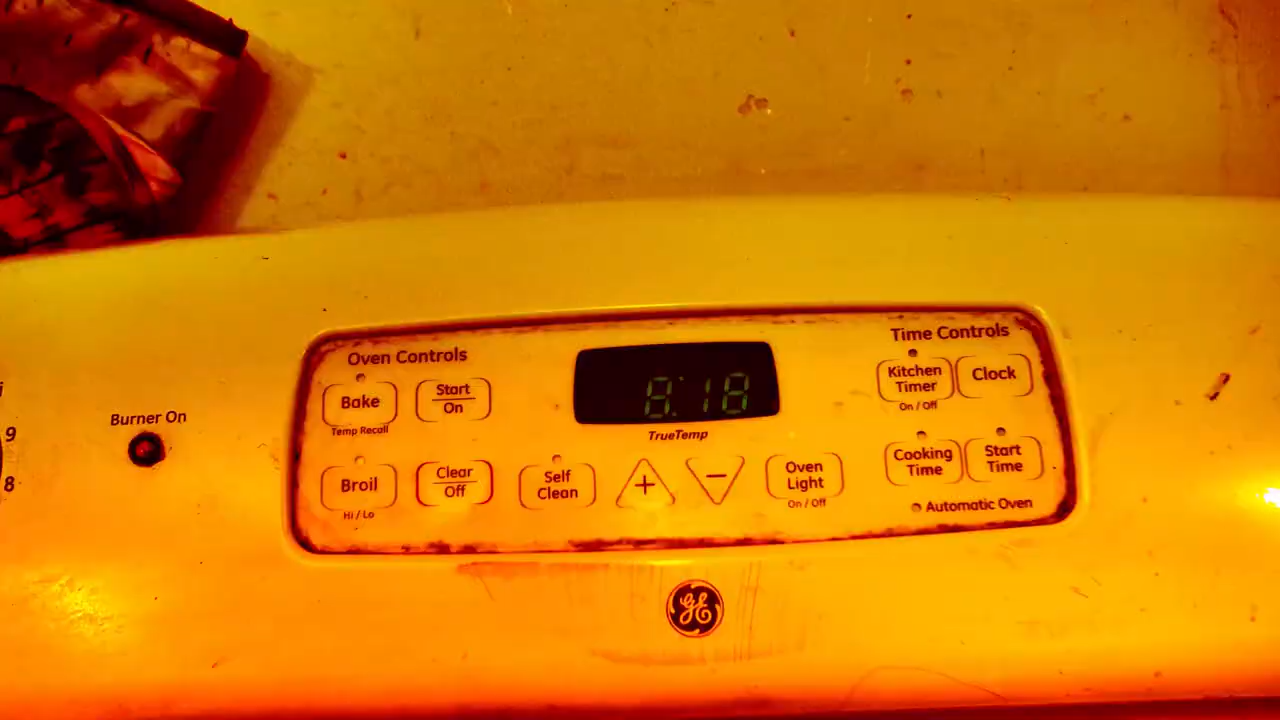 Oven Controls
Time Controls
Bake
Temp Recall
Start
On
8:18
TrueTemp
Kitchen
Timer
On / Off
Clock
Burner On
9
8
Broil
Hi / Lo
Clear
Off
Self
Clean
+
−
Oven
Light
On / Off
Cooking
Time
Start
Time
Automatic Oven
GE